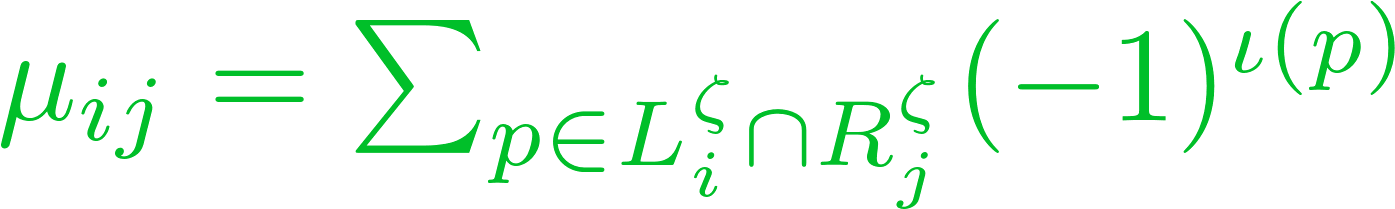 μ_{ij} = ∑_{p∈L_i^ζ∩R_j^ζ} (−1)^{ι(p)}